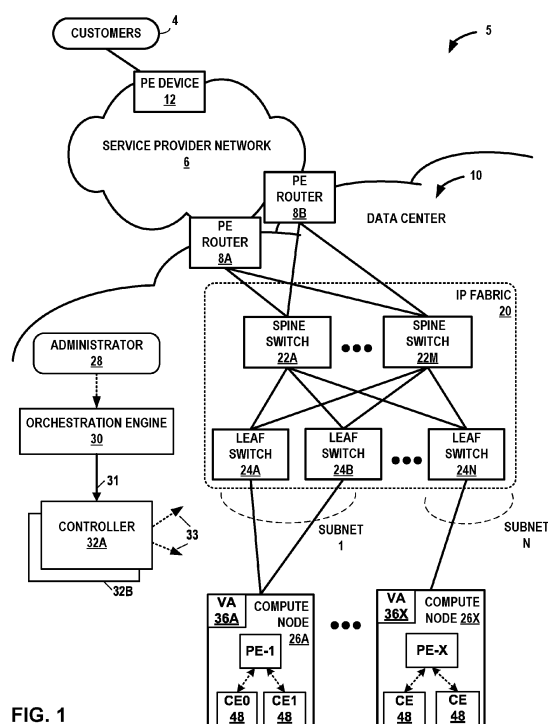 CUSTOMERS
4
5
PE DEVICE
12
SERVICE PROVIDER NETWORK
6
PE
ROUTER
8B
10
DATA CENTER
PE
ROUTER
8A
IP FABRIC
20
SPINE
SWITCH
22A
SPINE
SWITCH
22M
ADMINISTRATOR
28
ORCHESTRATION ENGINE
30
LEAF
SWITCH
24A
LEAF
SWITCH
24B
LEAF
SWITCH
24N
31
CONTROLLER
32A
33
32B
SUBNET
1
SUBNET
N
VA
36A
COMPUTE
NODE
26A
VA
36X
COMPUTE
NODE 26X
PE-1
PE-X
CE0
48
CE1
48
CE
48
CE
48
FIG. 1